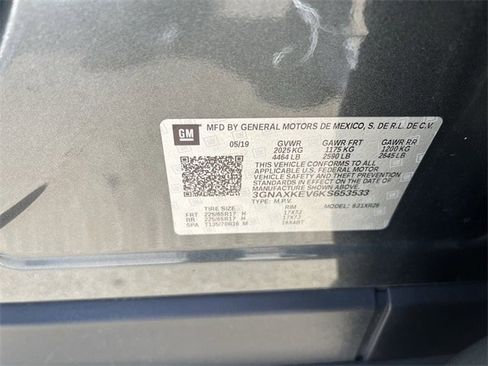 GM
MFD BY GENERAL MOTORS DE MEXICO, S. DE R.L. DE C.V.
05/19 GVWR GAWR FRT GAWR RR
2025 KG 1175 KG 1200 KG
4464 LB 2590 LB 2645 LB
THIS VEHICLE CONFORMS TO ALL
APPLICABLE U.S. FEDERAL MOTOR
VEHICLE SAFETY AND THEFT PREVENTION
STANDARDS IN EFFECT ON THE DATE OF
MANUFACTURE SHOWN ABOVE.
3GNAXKEV6KS653533
TYPE: M.P.V. MODEL:
TIRE SIZE RIM
FRT 225/65R17 H
RR 225/65R17 H
SPA T135/70R16 M